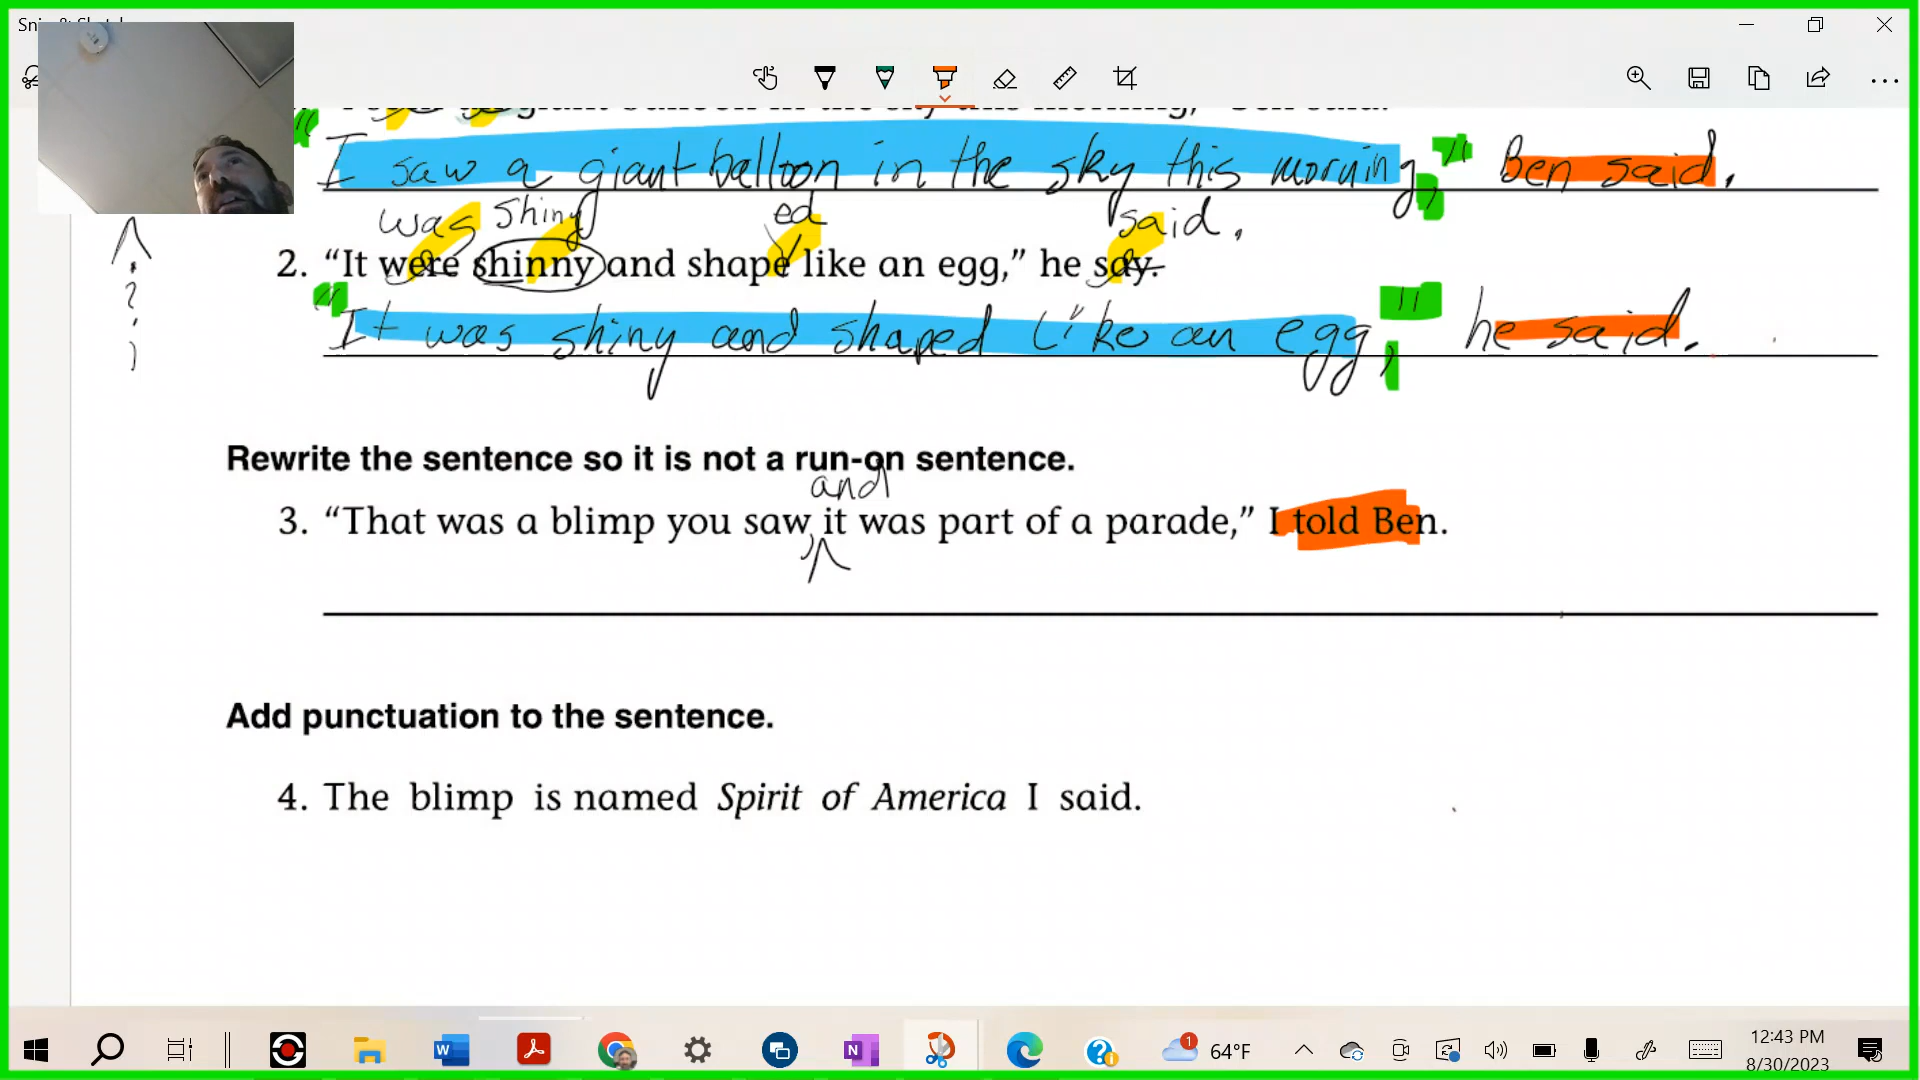 I saw a giant balloon in the sky this morning," Ben said.
was shiny ed said.
2. “It were shinny and shape like an egg,” he say.
"It was shiny and shaped like an egg," he said.
Rewrite the sentence so it is not a run-on sentence.
and
3. “That was a blimp you saw, it was part of a parade,” I told Ben.
Add punctuation to the sentence.
4. The blimp is named Spirit of America I said.
1 64°F
12:43 PM
8/30/2023